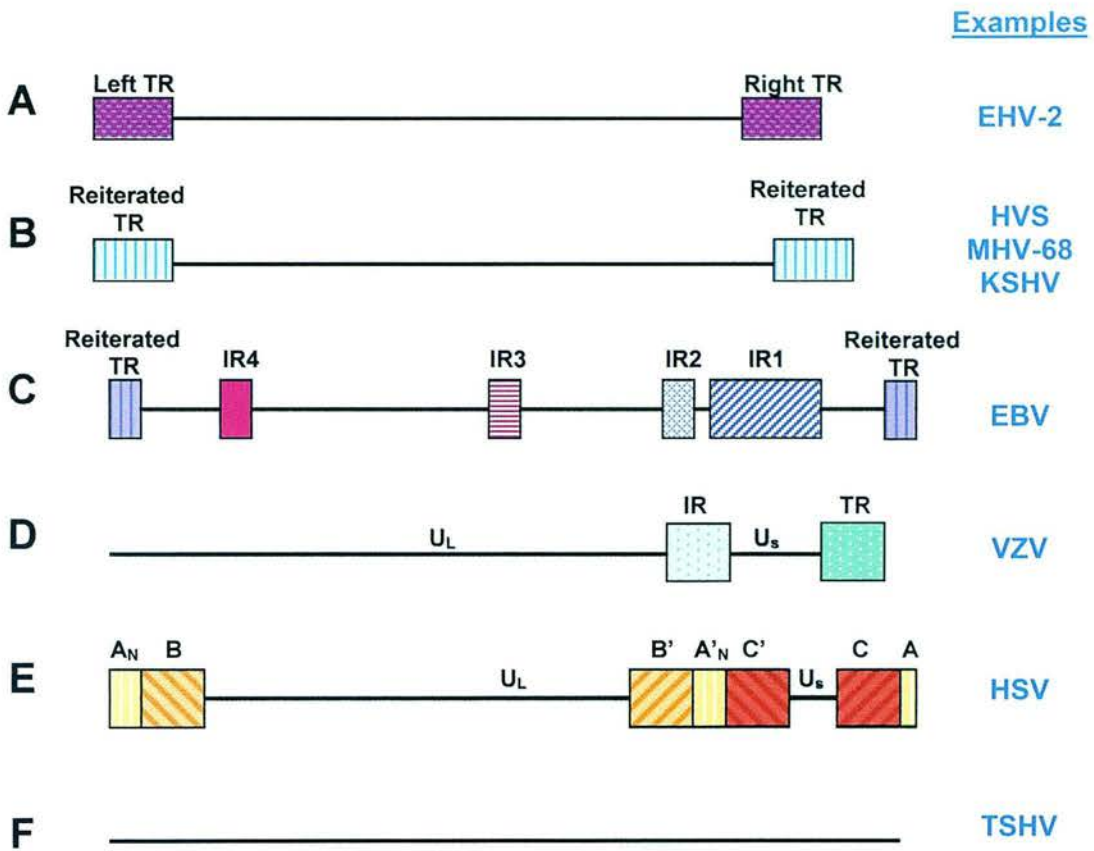 Examples
A
Left TR
Right TR
EHV-2
B
Reiterated
TR
Reiterated
TR
HVS
MHV-68
KSHV
C
Reiterated
TR
IR4
IR3
IR2
IR1
Reiterated
TR
EBV
D
UL
IR
Us
TR
VZV
E
AN
B
UL
B'
A'N
C'
Us
C
A
HSV
F
TSHV